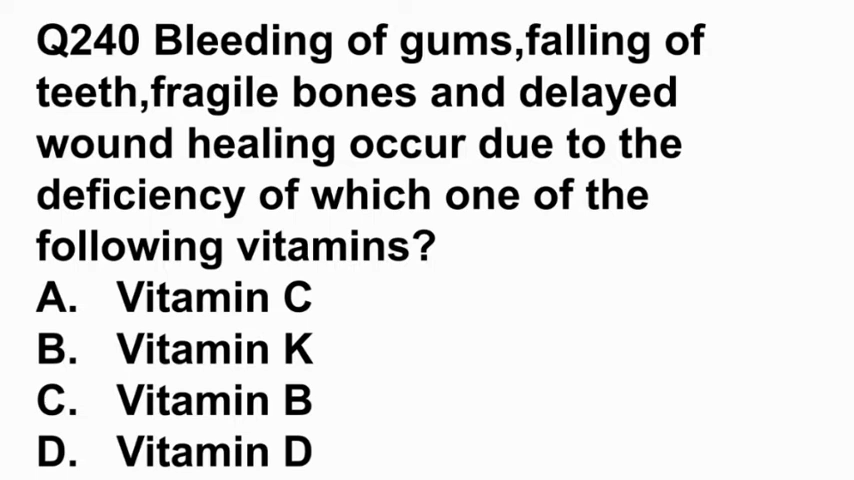 Q240 Bleeding of gums,falling of
teeth,fragile bones and delayed
wound healing occur due to the
deficiency of which one of the
following vitamins?
A. Vitamin C
B. Vitamin K
C. Vitamin B
D. Vitamin D